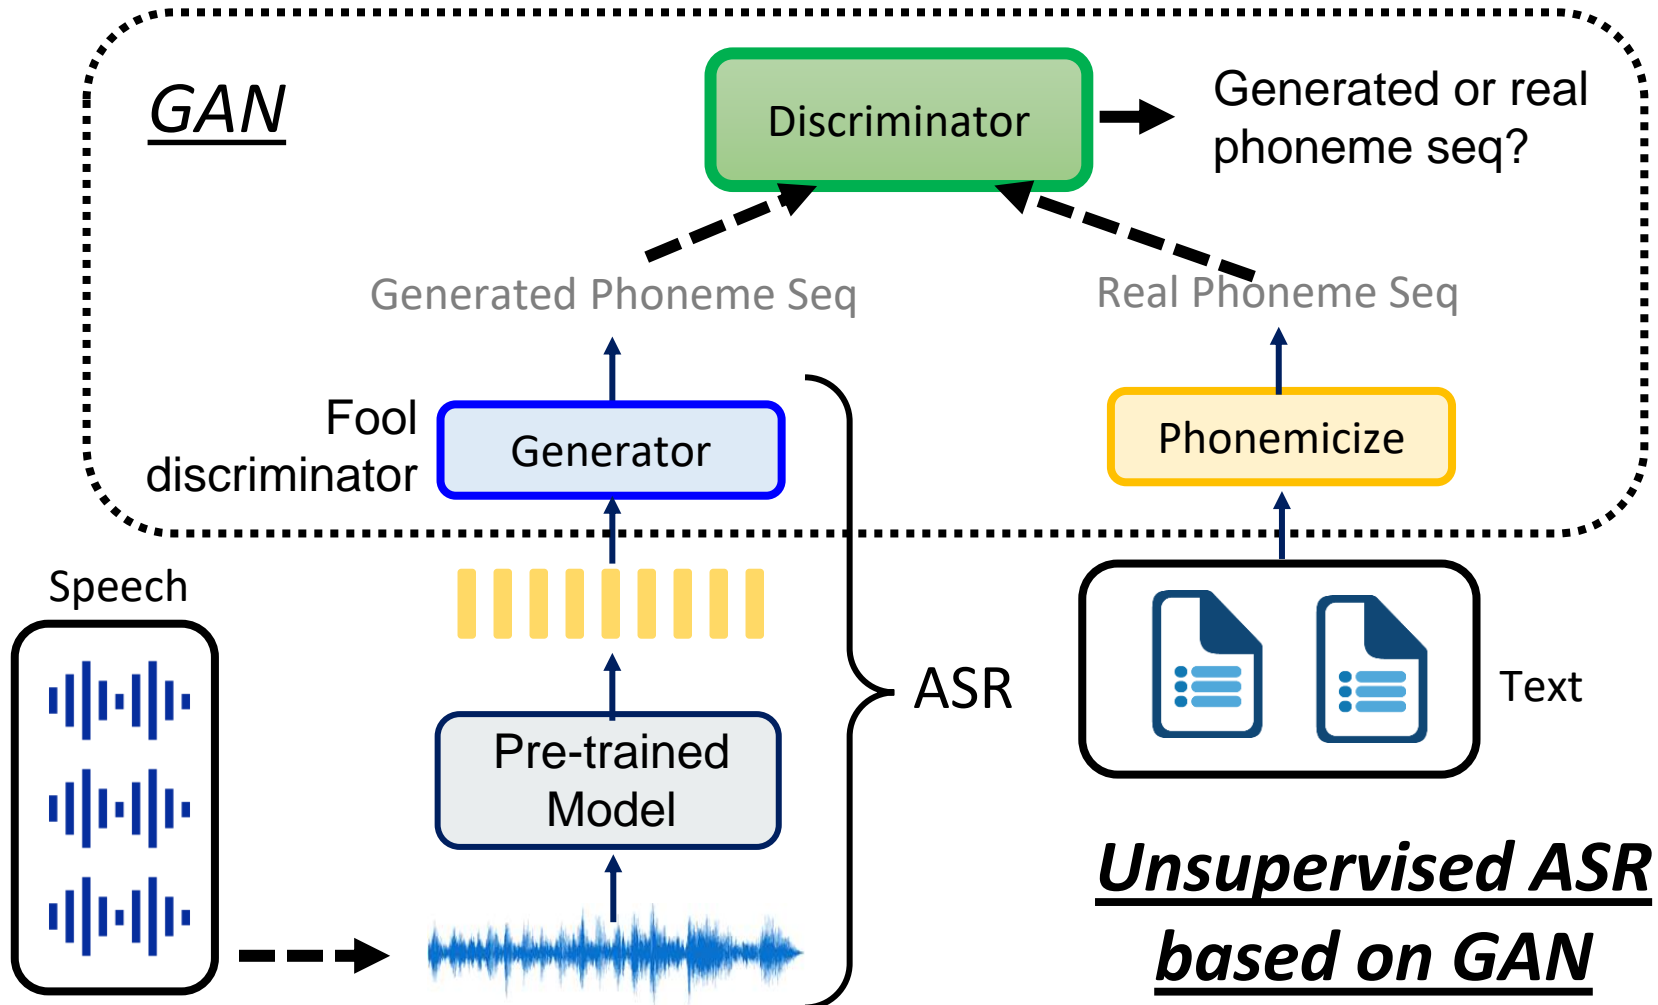 GAN
Discriminator
Generated or real
phoneme seq?
Generated Phoneme Seq
Real Phoneme Seq
Fool
discriminator
Generator
Phonemicize
Speech
ASR
Text
Pre-trained
Model
Unsupervised ASR
based on GAN